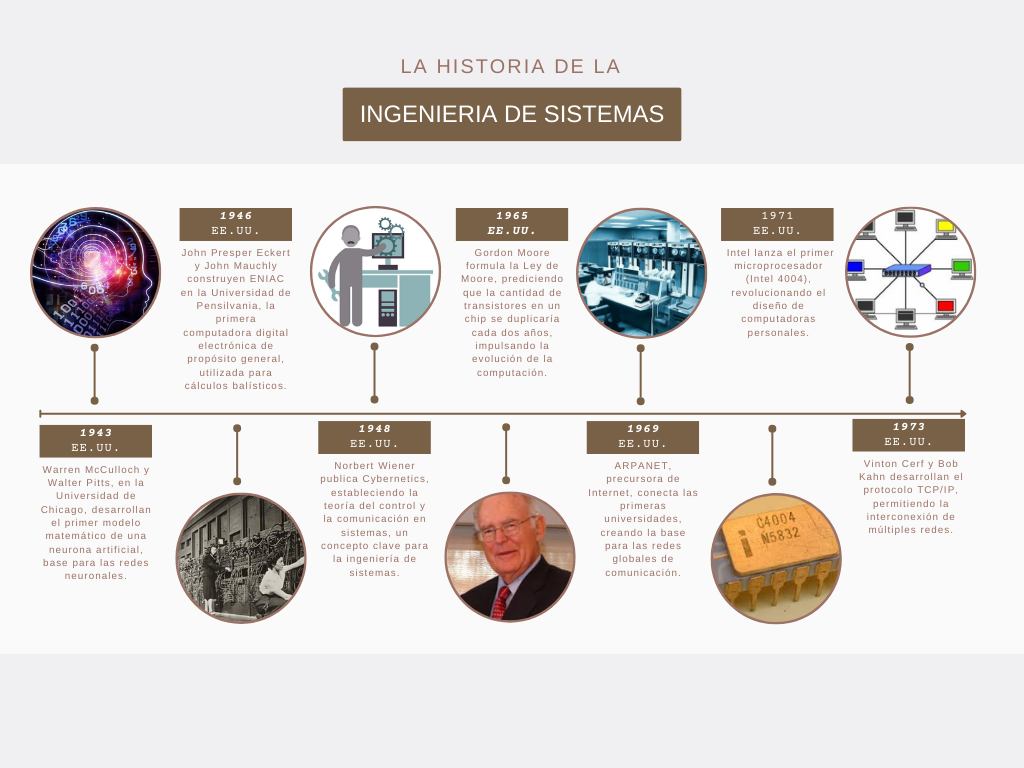 LA HISTORIA DE LA
INGENIERIA DE SISTEMAS
1946
EE.UU.
John Presper Eckert
y John Mauchly
construyen ENIAC
en la Universidad de
Pensilvania, la
primera
computadora digital
electrónica de
propósito general,
utilizada para
cálculos balísticos.
1965
EE.UU.
Gordon Moore
formula la Ley de
Moore, prediciendo
que la cantidad de
transistores en un
chip se duplicaría
cada dos años,
impulsando la
evolución de la
computación.
1971
EE.UU.
Intel lanza el primer
microprocesador
(Intel 4004),
revolucionando el
diseño de
computadoras
personales.
1943
EE.UU.
Warren McCulloch y
Walter Pitts, en la
Universidad de
Chicago, desarrollan
el primer modelo
matemático de una
neurona artificial,
base para las redes
neuronales.
1948
EE.UU.
Norbert Wiener
publica Cybernetics,
estableciendo la
teoría del control y
la comunicación en
sistemas, un
concepto clave para
la ingeniería de
sistemas.
1969
EE.UU.
ARPANET,
precursora de
Internet, conecta las
primeras
universidades,
creando la base
para las redes
globales de
comunicación.
C4004
N5832
1973
EE.UU.
Vinton Cerf y Bob
Kahn desarrollan el
protocolo TCP/IP,
permitiendo la
interconexión de
múltiples redes.